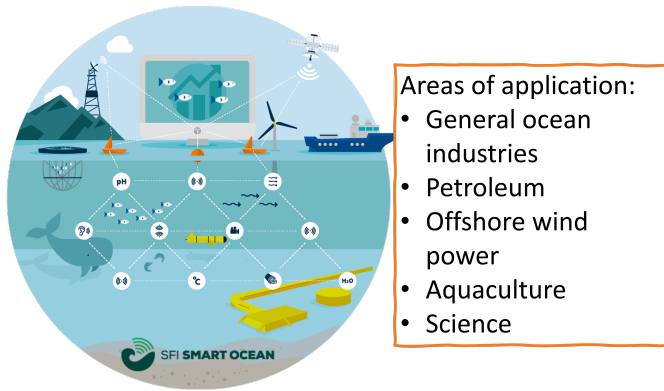 pH
°C
H₂O
SFI SMART OCEAN
Areas of application:
• General ocean
industries
• Petroleum
• Offshore wind
power
• Aquaculture
• Science